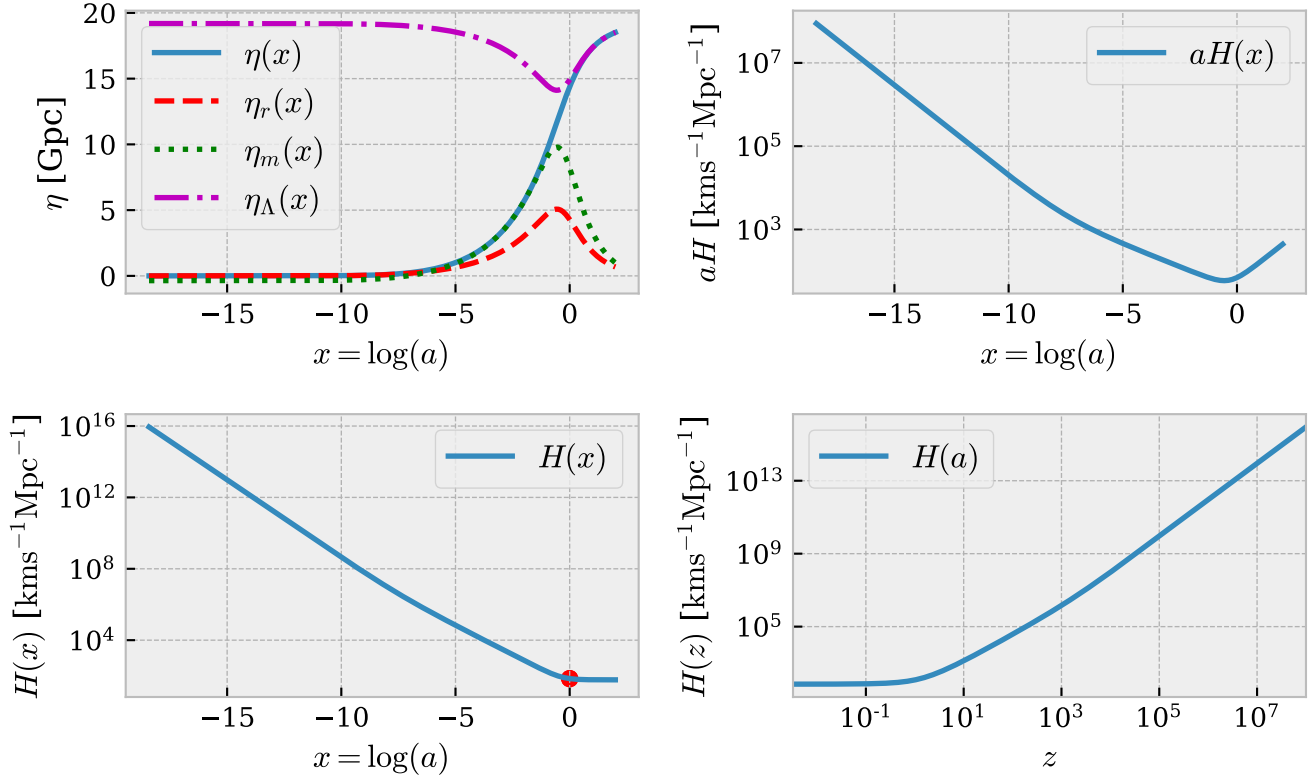 20
15
10
5
0
η [Gpc]
η(x)
η_r(x)
η_m(x)
η_Λ(x)
−15 −10 −5 0
x = log(a)
10^7
10^5
10^3
aH [kms^−1Mpc^−1]
aH(x)
−15 −10 −5 0
x = log(a)
10^16
10^12
10^8
10^4
H(x) [kms^−1Mpc^−1]
H(x)
−15 −10 −5 0
x = log(a)
10^13
10^9
10^5
H(z) [kms^−1Mpc^−1]
H(a)
10^-1 10^1 10^3 10^5 10^7
z